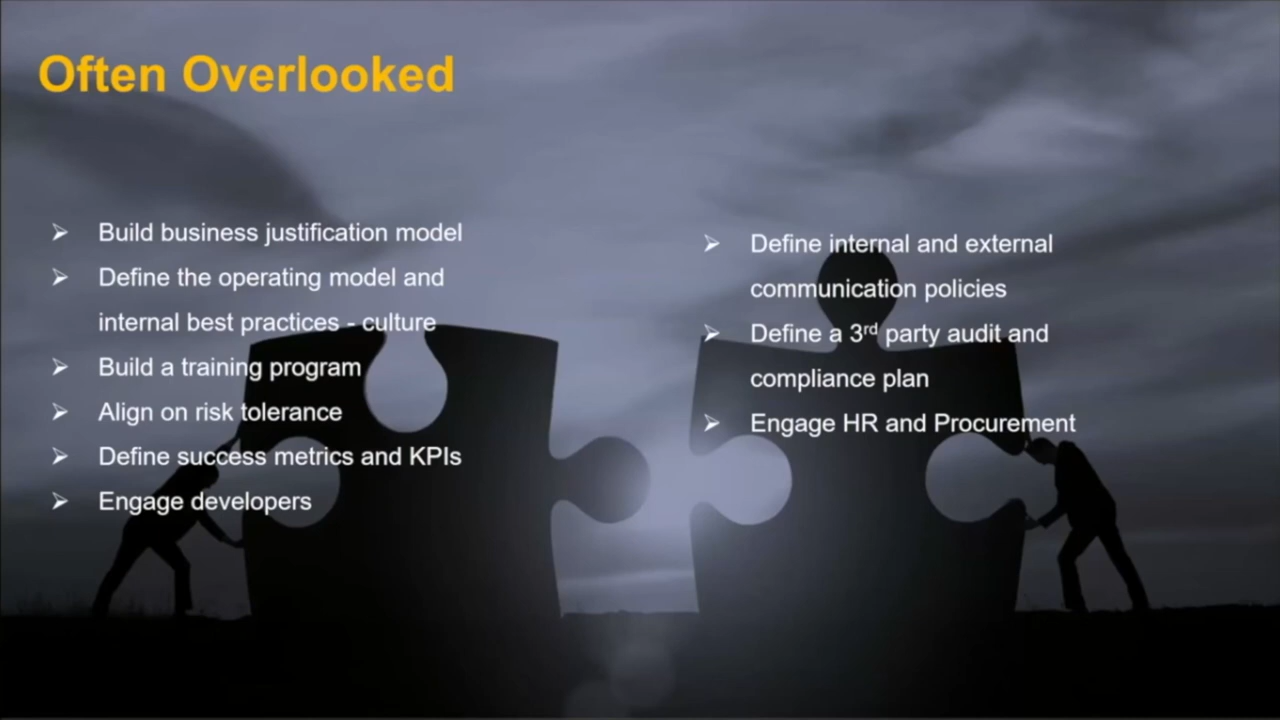 Often Overlooked
➢ Build business justification model
➢ Define the operating model and
internal best practices - culture
➢ Build a training program
➢ Align on risk tolerance
➢ Define success metrics and KPIs
➢ Engage developers
➢ Define internal and external
communication policies
➢ Define a 3rd party audit and
compliance plan
➢ Engage HR and Procurement